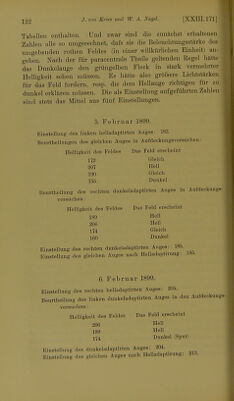 122 J. von Kries und W. A. Nagel. [XXIII. 171]
Tabellen enthalten. Und zwar sind die zunächst erhaltenen
Zahlen alle so umgerechnet, daß sie die Beleuchtungsstärke des
umgebenden rothen Feldes (in einer willkürlichen Einheit) an-
geben. Nach der für paracentrale Theile geltenden Regel hätte
das Dunkelauge den grüngelben Fleck in stark vermehrter
Helligkeit sehen müssen. Es hätte also größere Lichtstärken
für das Feld fordern, resp. die dem Hellauge richtigen für zu
dunkel erklären müssen. Die als Einstellung aufgeführten Zahlen
sind stets das Mittel aus fünf Einstellungen.
5. Februar 1899.
Einstellung des linken helladaptirten Auges: 182.
Beurtheilungen des gleichen Auges in Aufdeckungsversuchen:
Helligkeit des Feldes Das Feld erscheint
172 Gleich
207 Hell
190 Gleich
155 Dunkel
Beurtheilung des rechten dunkeladaptirten Auges in Aufdeckungs-
versuchen:
Helligkeit des Feldes Das Feld erscheint
189 Hell
208 Hell
174 Gleich
160 Dunkel
Einstellung des rechten dunkeladaptirten Auges: 185.
Einstellung des gleichen Auges nach Helladaptirung: 185.
6. Februar 1899.
Einstellung des rechten helladaptirten Auges: 205.
Beurtheilung des linken dunkeladaptirten Auges in den Aufdeckungs-
versuchen:
Helligkeit des Feldes Das Feld erscheint
206 Hell
189 Hell
174 Dunkel (Spur)
Einstellung des dunkeladaptirten Auges: 204.
Einstellung des gleichen Auges nach Helladaptirung: 213.